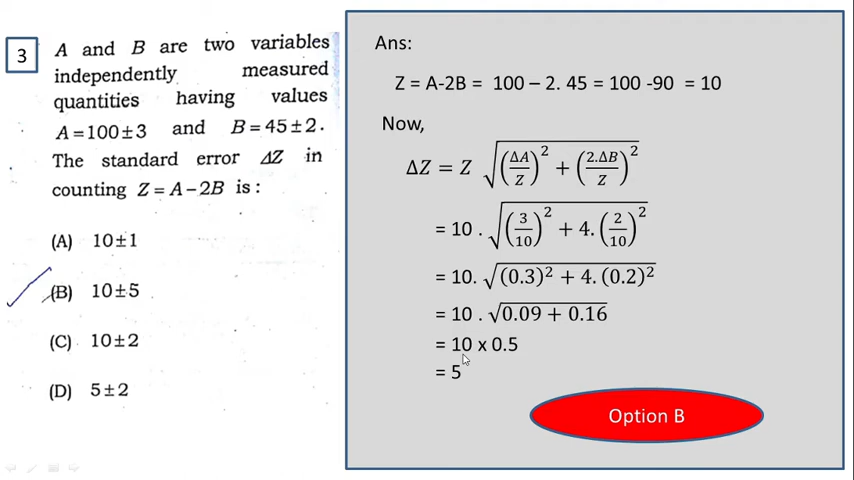 3
A and B are two variables
independently measured
quantities having values
A=100±3 and B=45±2.
The standard error ΔZ in
counting Z=A−2B is :
(A) 10±1
(B) 10±5
(C) 10±2
(D) 5±2
Ans:
Z = A-2B = 100 – 2. 45 = 100 -90 = 10
Now,
ΔZ = Z √((ΔA/Z)² + (2.ΔB/Z)²)
= 10 . √((3/10)² + 4.(2/10)²)
= 10. √((0.3)² + 4.(0.2)²)
= 10 . √(0.09 + 0.16)
= 10 x 0.5
= 5
Option B